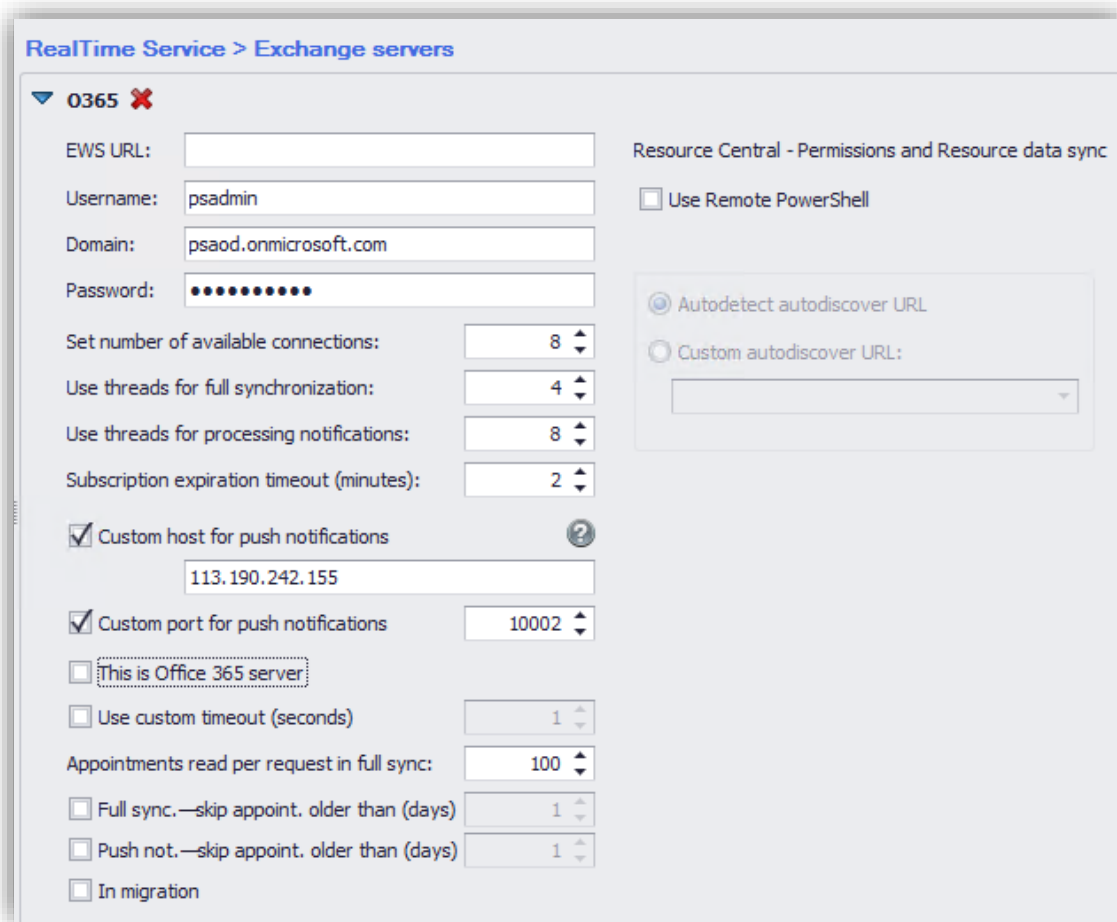 RealTime Service > Exchange servers
O365
EWS URL:
Resource Central - Permissions and Resource data sync
Username: psadmin
Use Remote PowerShell
Domain: psaod.onmicrosoft.com
Password: ●●●●●●●●●●
Autodetect autodiscover URL
Set number of available connections: 8
Custom autodiscover URL:
Use threads for full synchronization: 4
Use threads for processing notifications: 8
Subscription expiration timeout (minutes): 2
Custom host for push notifications ?
113.190.242.155
Custom port for push notifications 10002
This is Office 365 server
Use custom timeout (seconds) 1
Appointments read per request in full sync: 100
Full sync.—skip appoint. older than (days) 1
Push not.—skip appoint. older than (days) 1
In migration